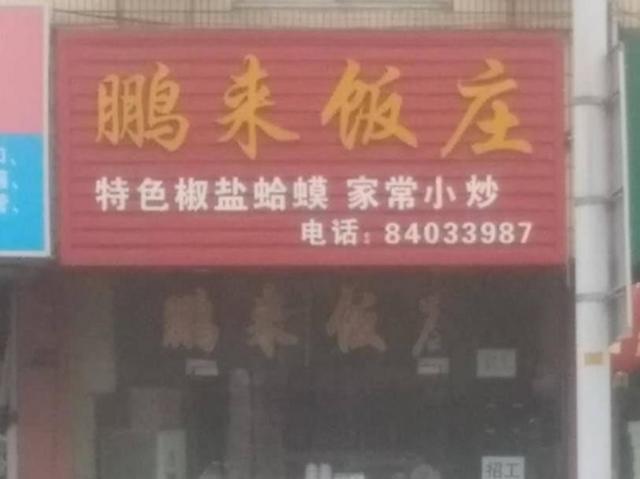 鹏来饭庄
特色椒盐蛤蟆 家常小炒
电话：84033987
鹏来饭庄
招工